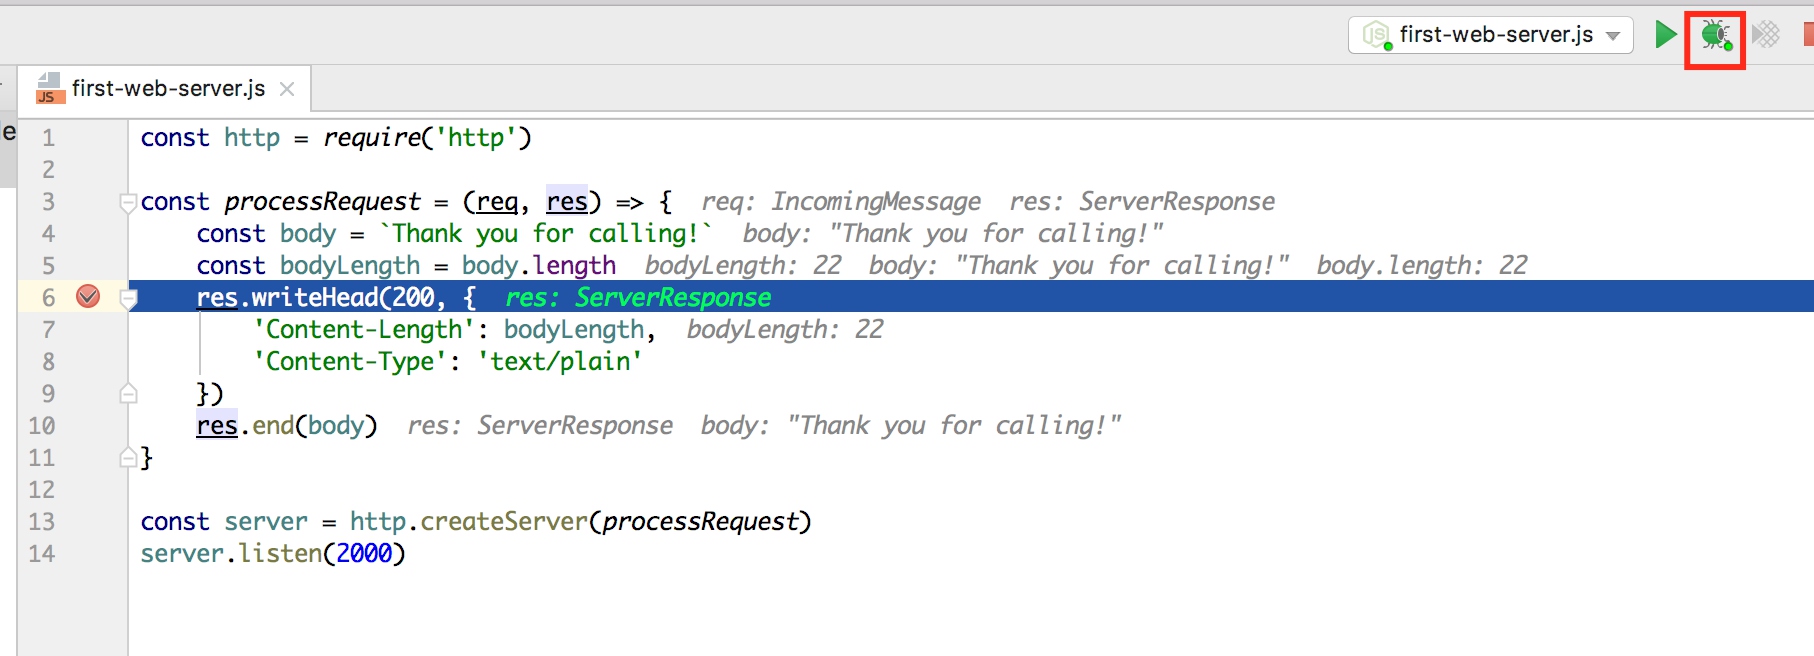 JS first-web-server.js
JS first-web-server.js
1 const http = require('http')
2
3 const processRequest = (req, res) => { req: IncomingMessage res: ServerResponse
4 const body = `Thank you for calling!` body: "Thank you for calling!"
5 const bodyLength = body.length bodyLength: 22 body: "Thank you for calling!" body.length: 22
6 res.writeHead(200, { res: ServerResponse
7 'Content-Length': bodyLength, bodyLength: 22
8 'Content-Type': 'text/plain'
9 })
10 res.end(body) res: ServerResponse body: "Thank you for calling!"
11 }
12
13 const server = http.createServer(processRequest)
14 server.listen(2000)